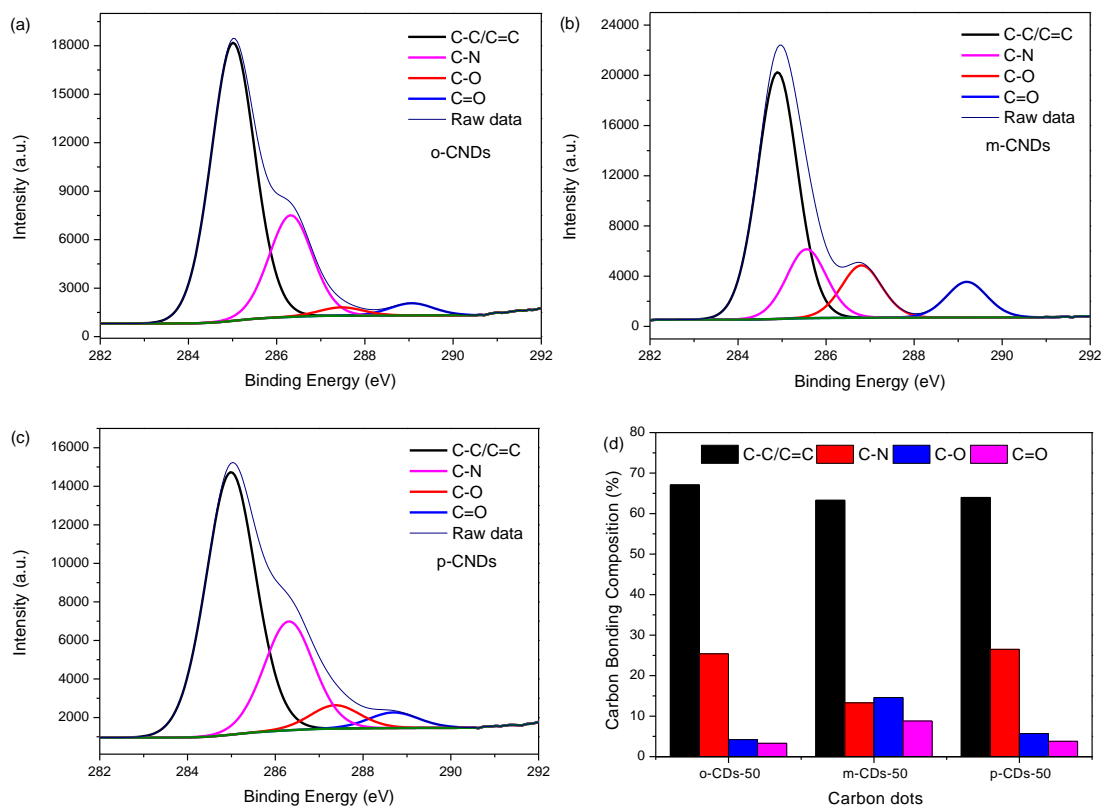 (a)
18000
15000
12000
9000
6000
3000
0
Intensity (a.u.)
C-C/C=C
C-N
C-O
C=O
Raw data
o-CNDs
282 284 286 288 290 292
Binding Energy (eV)
(b)
24000
20000
16000
12000
8000
4000
0
Intensity (a.u.)
C-C/C=C
C-N
C-O
C=O
Raw data
m-CNDs
282 284 286 288 290 292
Binding Energy (eV)
(c)
16000
14000
12000
10000
8000
6000
4000
2000
Intensity (a.u.)
C-C/C=C
C-N
C-O
C=O
Raw data
p-CNDs
282 284 286 288 290 292
Binding Energy (eV)
(d)
80
70
60
50
40
30
20
10
0
Carbon Bonding Composition (%)
C-C/C=C C-N C-O C=O
o-CDs-50 m-CDs-50 p-CDs-50
Carbon dots